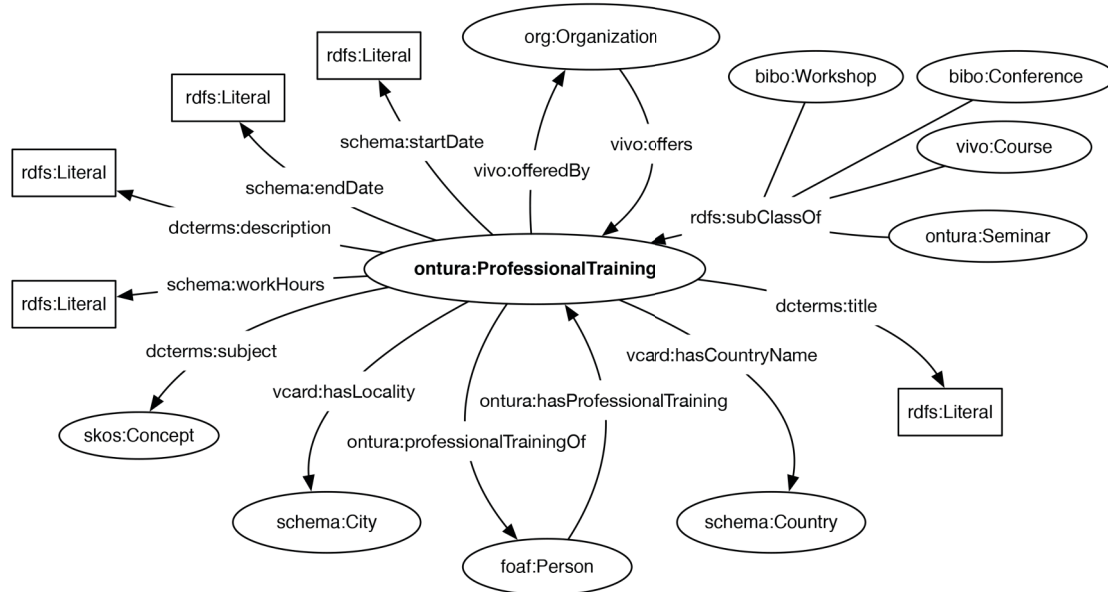 org:Organization
rdfs:Literal
bibo:Workshop
bibo:Conference
rdfs:Literal
schema:startDate
vivo:offers
vivo:Course
rdfs:Literal
vivo:offeredBy
schema:endDate
rdfs:subClassOf
dcterms:description
ontura:Seminar
ontura:ProfessionalTraining
schema:workHours
rdfs:Literal
dcterms:title
dcterms:subject
vcard:hasCountryName
vcard:hasLocality
ontura:hasProfessionalTraining
rdfs:Literal
skos:Concept
ontura:professionalTrainingOf
schema:City
schema:Country
foaf:Person